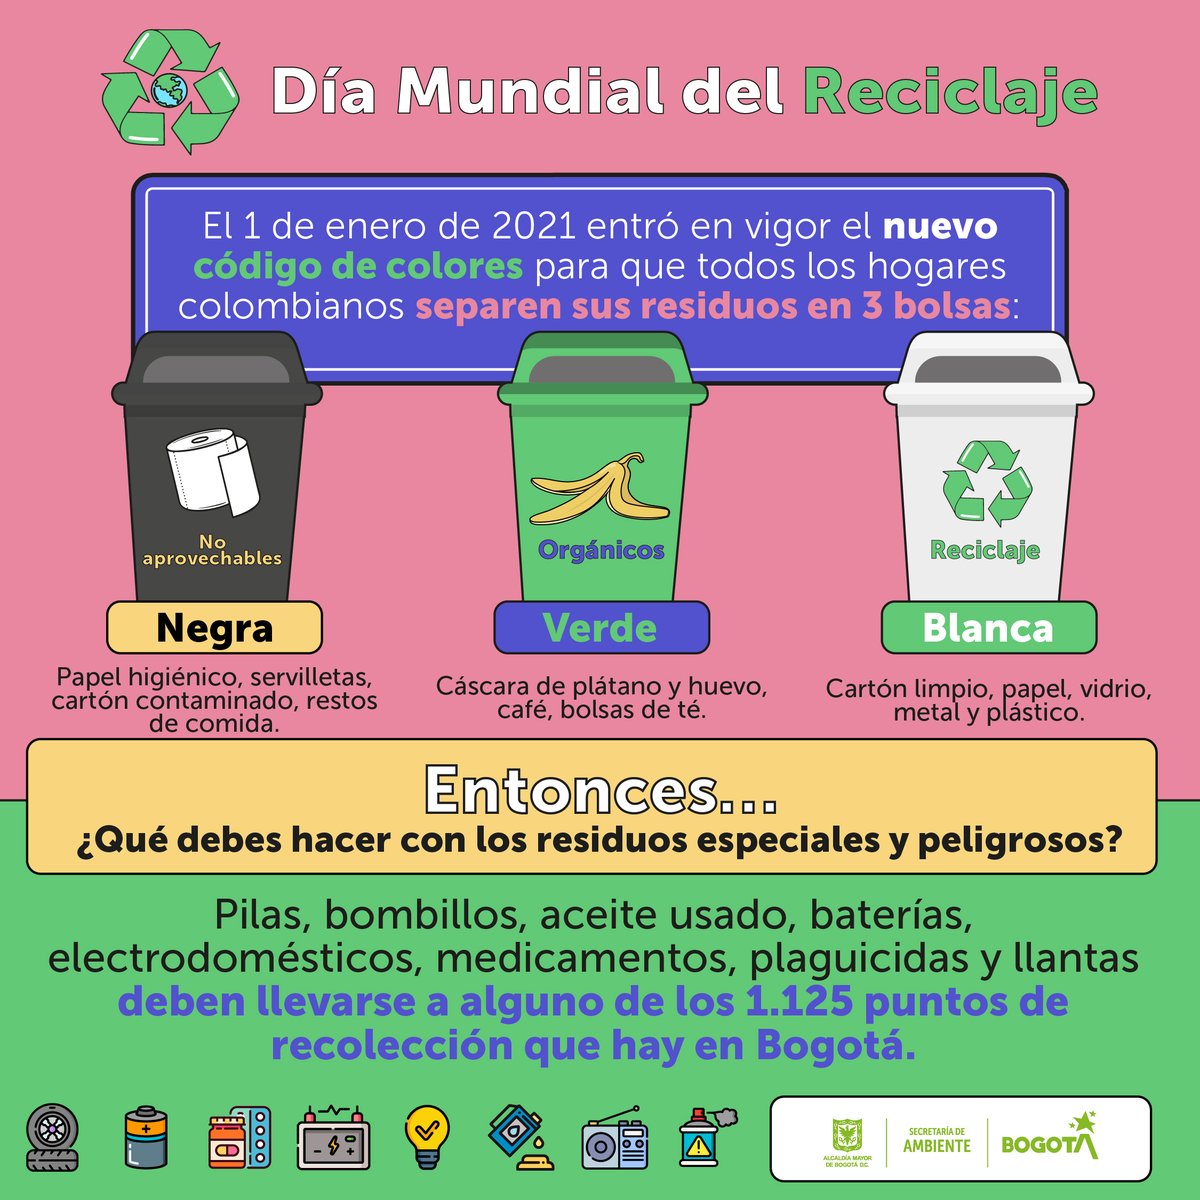 Día Mundial del Reciclaje
El 1 de enero de 2021 entró en vigor el nuevo
código de colores para que todos los hogares
colombianos separen sus residuos en 3 bolsas:
No
aprovechables
Orgánicos
Reciclaje
Negra
Verde
Blanca
Papel higiénico, servilletas,
cartón contaminado, restos
de comida.
Cáscara de plátano y huevo,
café, bolsas de té.
Cartón limpio, papel, vidrio,
metal y plástico.
Entonces...
¿Qué debes hacer con los residuos especiales y peligrosos?
Pilas, bombillos, aceite usado, baterías,
electrodomésticos, medicamentos, plaguicidas y llantas
deben llevarse a alguno de los 1.125 puntos de
recolección que hay en Bogotá.
ALCALDÍA MAYOR
DE BOGOTÁ D.C.
SECRETARÍA DE
AMBIENTE
BOGOTÁ